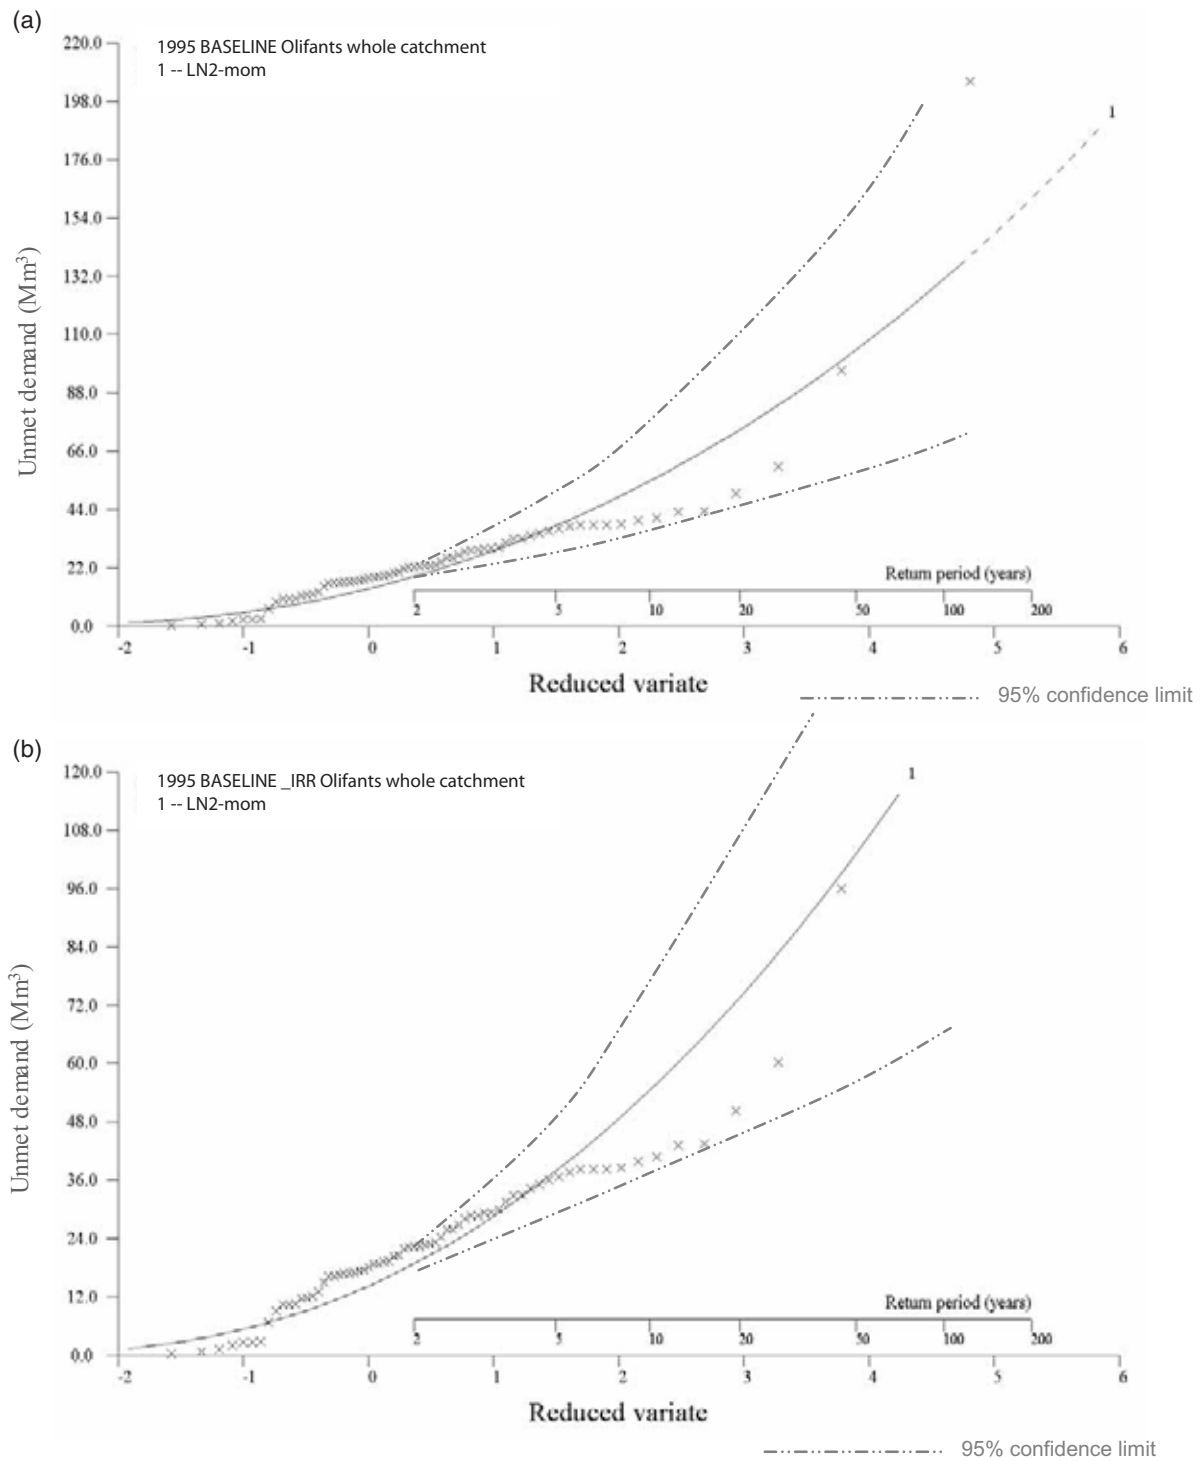 (a)
1995 BASELINE Olifants whole catchment
1 -- LN2-mom
220.0
198.0
176.0
154.0
132.0
110.0
88.0
66.0
44.0
22.0
0.0
Unmet demand (Mm³)
1
Return period (years)
2 5 10 20 50 100 200
-2 -1 0 1 2 3 4 5 6
Reduced variate
95% confidence limit
(b)
1995 BASELINE _IRR Olifants whole catchment
1 -- LN2-mom
120.0
108.0
96.0
84.0
72.0
60.0
48.0
36.0
24.0
12.0
0.0
Unmet demand (Mm³)
1
Return period (years)
2 5 10 20 50 100 200
-2 -1 0 1 2 3 4 5 6
Reduced variate
95% confidence limit